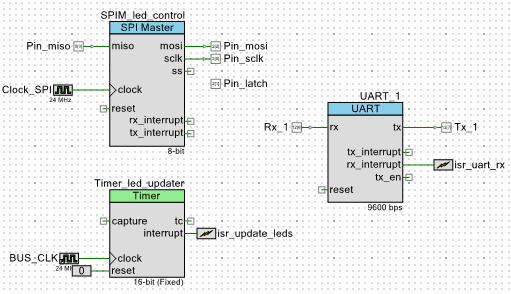 SPIM_led_control
SPI Master
Pin_miso
miso
mosi
Pin_mosi
sclk
Pin_sclk
ss
Pin_latch
Clock_SPI
clock
24 MHz
reset
rx_interrupt
tx_interrupt
8-bit
UART_1
UART
Rx_1
rx
tx
Tx_1
tx_interrupt
rx_interrupt
isr_uart_rx
tx_en
reset
9600 bps
Timer_led_updater
Timer
capture
tc
interrupt
isr_update_leds
BUS_CLK
clock
24 M
0
reset
16-bit (Fixed)